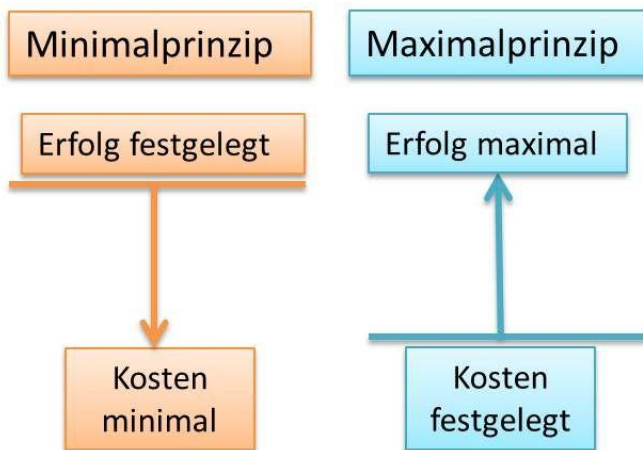 Minimalprinzip
Maximalprinzip
Erfolg festgelegt
Erfolg maximal
Kosten
minimal
Kosten
festgelegt